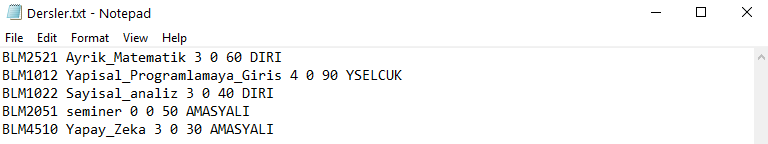 Dersler.txt - Notepad
File Edit Format View Help
BLM2521 Ayrik_Matematik 3 0 60 DIRI
BLM1012 Yapisal_Programlamaya_Giris 4 0 90 YSELCUK
BLM1022 Sayisal_analiz 3 0 40 DIRI
BLM2051 seminer 0 0 50 AMASYALI
BLM4510 Yapay_Zeka 3 0 30 AMASYALI